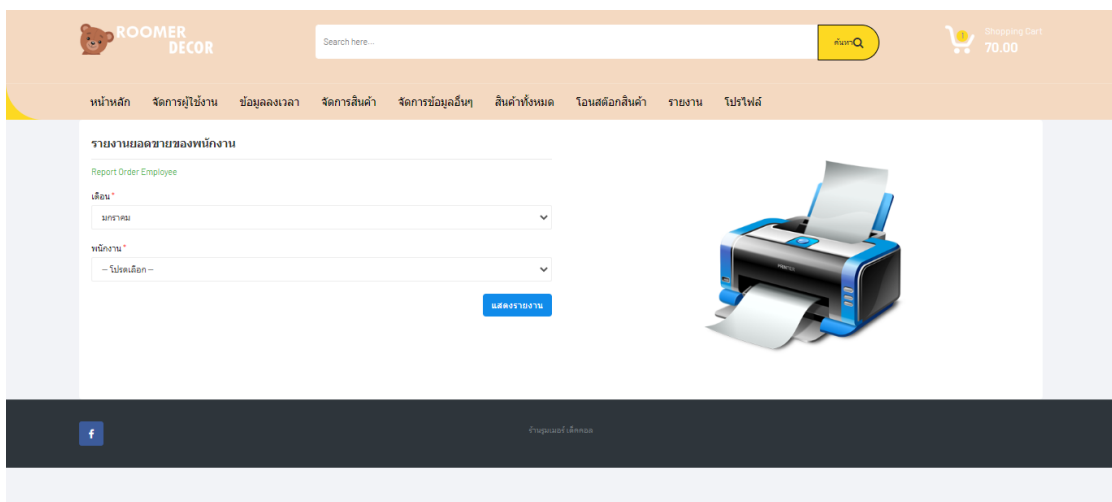 ROOMER
DECOR
Search here...
ค้นหา
1
Shopping Cart
70.00
หน้าหลัก จัดการผู้ใช้งาน ข้อมูลลงเวลา จัดการสินค้า จัดการข้อมูลอื่นๆ สินค้าทั้งหมด โอนสต๊อกสินค้า รายงาน โปรไฟล์
รายงานยอดขายของพนักงาน
Report Order Employee
เดือน *
มกราคม
พนักงาน *
-- โปรดเลือก --
แสดงรายงาน
f
ร้านรูมเมอร์ เด็คคอล